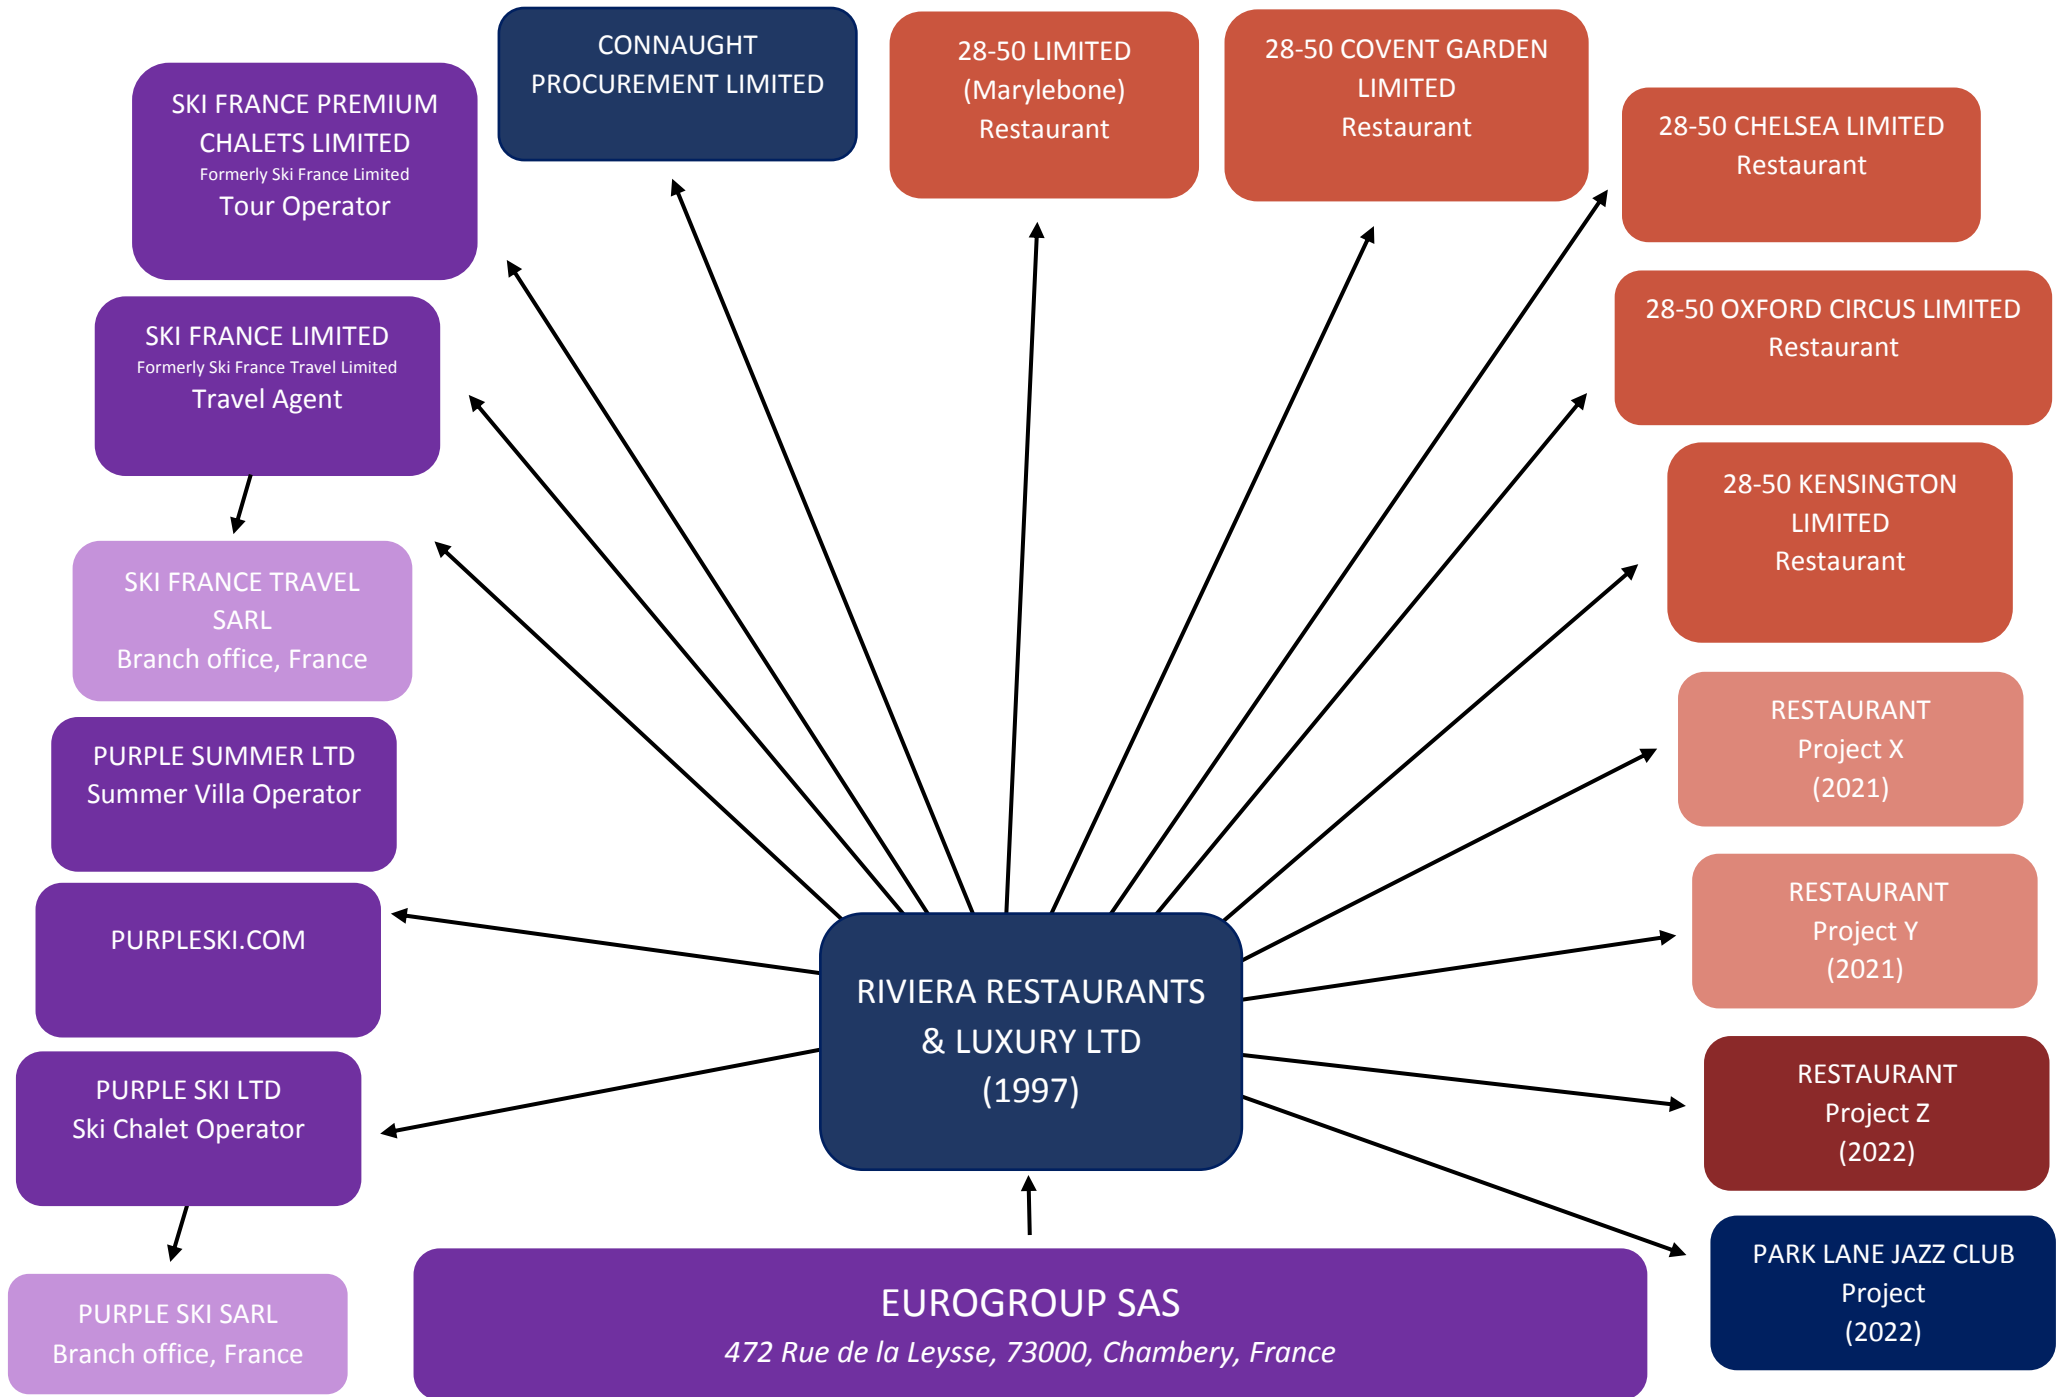 CONNAUGHT
PROCUREMENT LIMITED
28-50 LIMITED
(Marylebone)
Restaurant
28-50 COVENT GARDEN
LIMITED
Restaurant
SKI FRANCE PREMIUM
CHALETS LIMITED
Formerly Ski France Limited
Tour Operator
28-50 CHELSEA LIMITED
Restaurant
SKI FRANCE LIMITED
Formerly Ski France Travel Limited
Travel Agent
28-50 OXFORD CIRCUS LIMITED
Restaurant
28-50 KENSINGTON
LIMITED
Restaurant
SKI FRANCE TRAVEL
SARL
Branch office, France
RESTAURANT
Project X
(2021)
PURPLE SUMMER LTD
Summer Villa Operator
RESTAURANT
Project Y
(2021)
PURPLESKI.COM
RIVIERA RESTAURANTS
& LUXURY LTD
(1997)
PURPLE SKI LTD
Ski Chalet Operator
RESTAURANT
Project Z
(2022)
PARK LANE JAZZ CLUB
Project
(2022)
PURPLE SKI SARL
Branch office, France
EUROGROUP SAS
472 Rue de la Leysse, 73000, Chambery, France